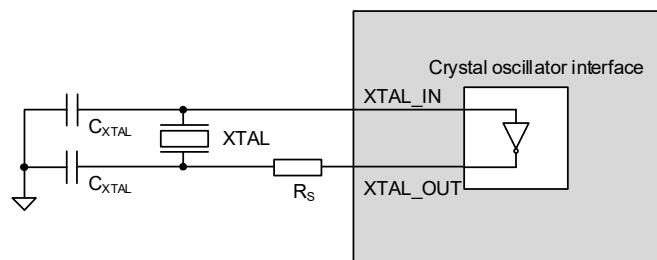 Crystal oscillator interface
XTAL_IN
C_XTAL
XTAL
C_XTAL
R_S
XTAL_OUT